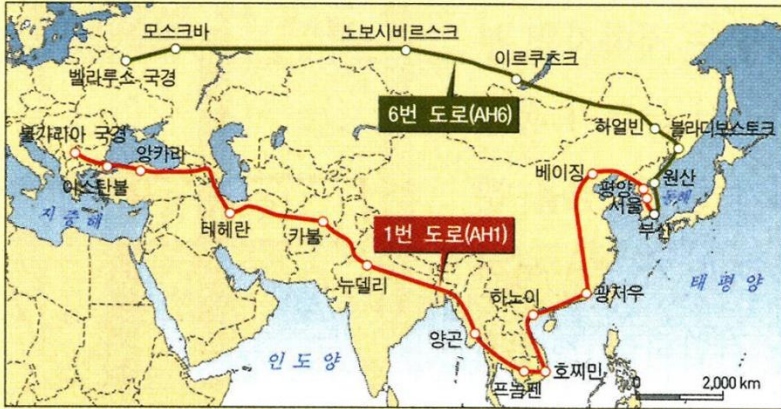 모스크바
노보시비르스크
이르쿠츠크
벨라루스 국경
6번 도로(AH6)
하얼빈
블라디보스토크
불가리아 국경
앙카라
이스탄불
베이징
평양
원산
서울
동해
부산
지 중 해
테헤란
카불
1번 도로(AH1)
뉴델리
하노이
광저우
태 평 양
양곤
인 도 양
프놈펜
호찌민
0
2,000 km